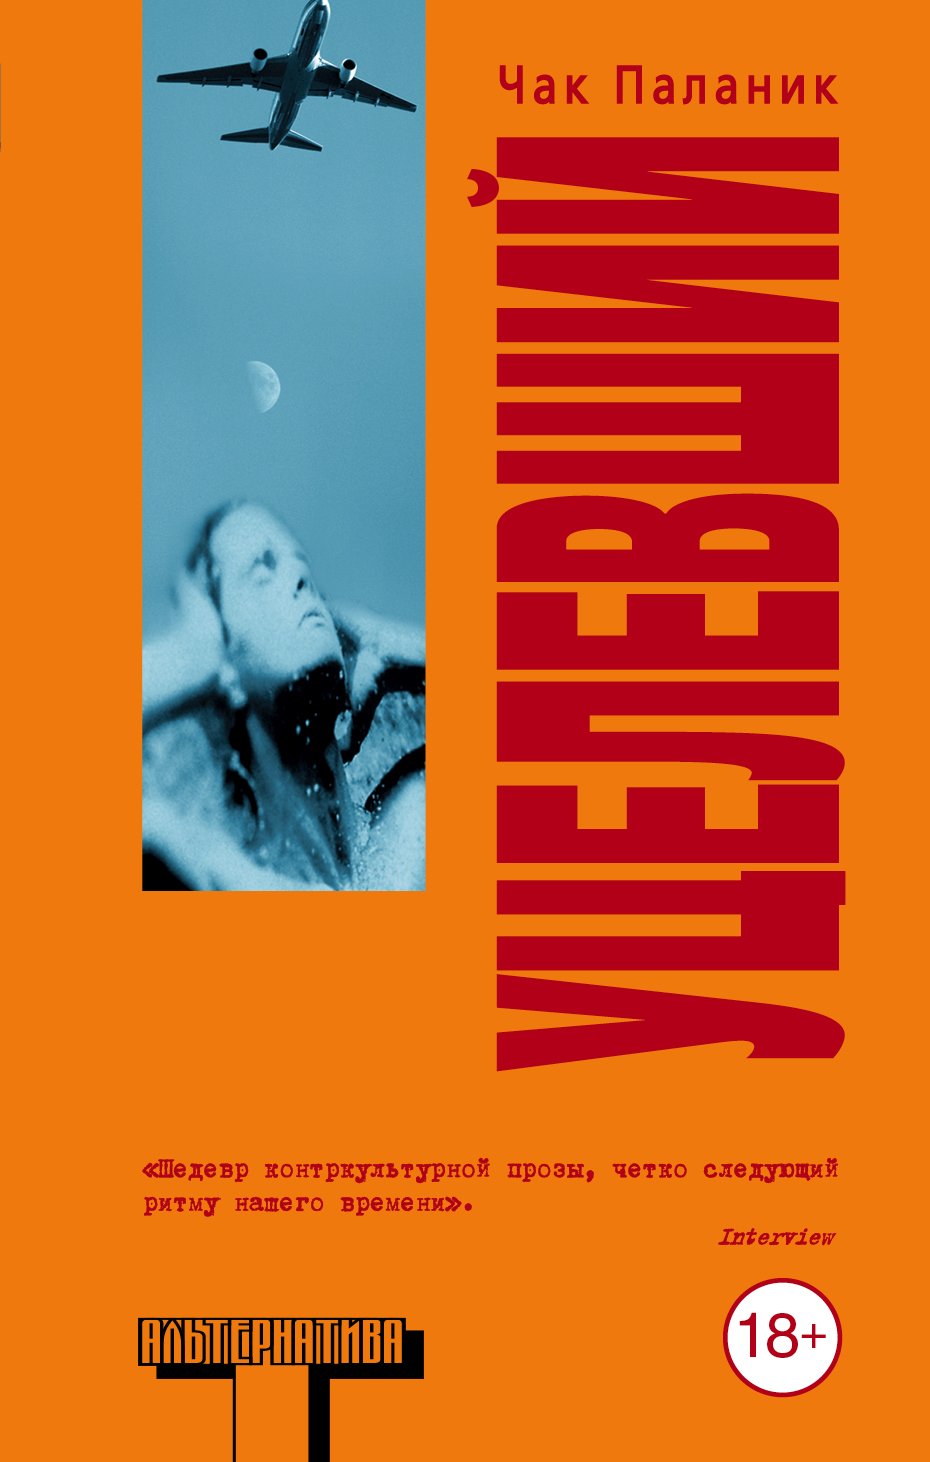 Чак Паланик
УЦЕЛЕВШИЙ
«Шедевр контркультурной прозы, четко следующий
ритму нашего времени».
Interview
18+
АЛЬТЕРНАТИВА